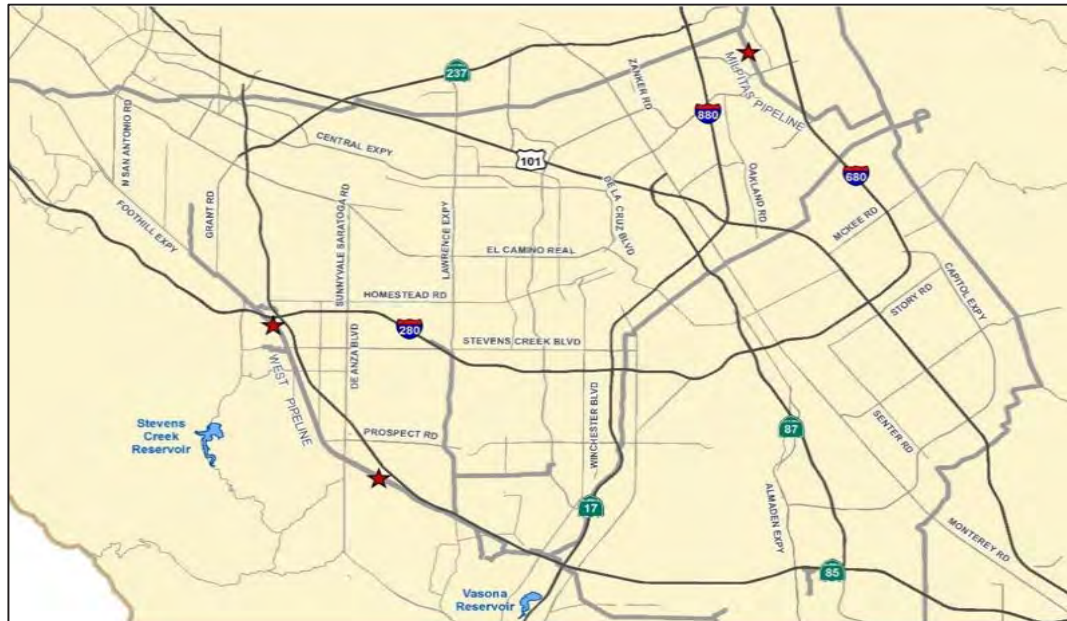 237
ZANKER RD
MILPITAS PIPELINE
880
N SAN ANTONIO RD
CENTRAL EXPY
101
DE LA CRUZ BLVD
OAKLAND RD
680
FOOTHILL EXPY
GRANT RD
SUNNYVALE SARATOGA RD
LAWRENCE EXPY
EL CAMINO REAL
MCKEE RD
CAPITOL EXPY
HOMESTEAD RD
STORY RD
280
STEVENS CREEK BLVD
DE ANZA BLVD
WEST PIPELINE
WINCHESTER BLVD
Stevens
Creek
Reservoir
PROSPECT RD
87
SENTER RD
17
ALMADEN EXPY
MONTEREY RD
85
Vasona
Reservoir